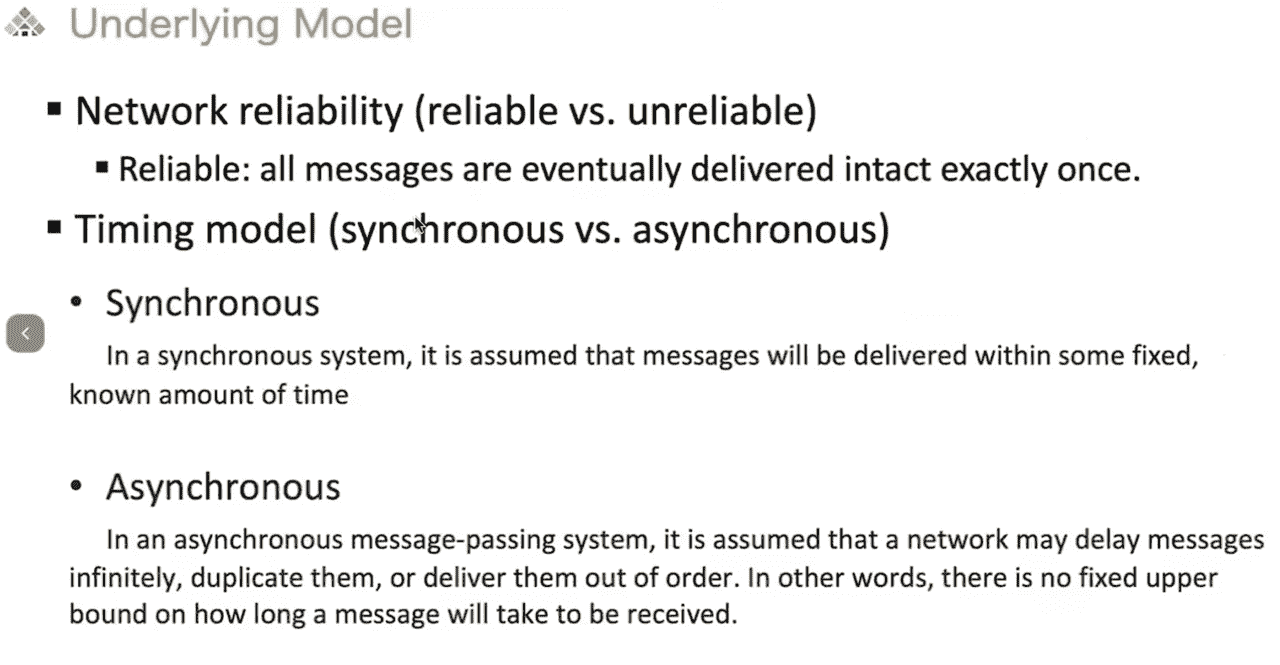 Underlying Model
▪ Network reliability (reliable vs. unreliable)
▪ Reliable: all messages are eventually delivered intact exactly once.
▪ Timing model (synchronous vs. asynchronous)
• Synchronous
In a synchronous system, it is assumed that messages will be delivered within some fixed,
known amount of time
• Asynchronous
In an asynchronous message-passing system, it is assumed that a network may delay messages
infinitely, duplicate them, or deliver them out of order. In other words, there is no fixed upper
bound on how long a message will take to be received.